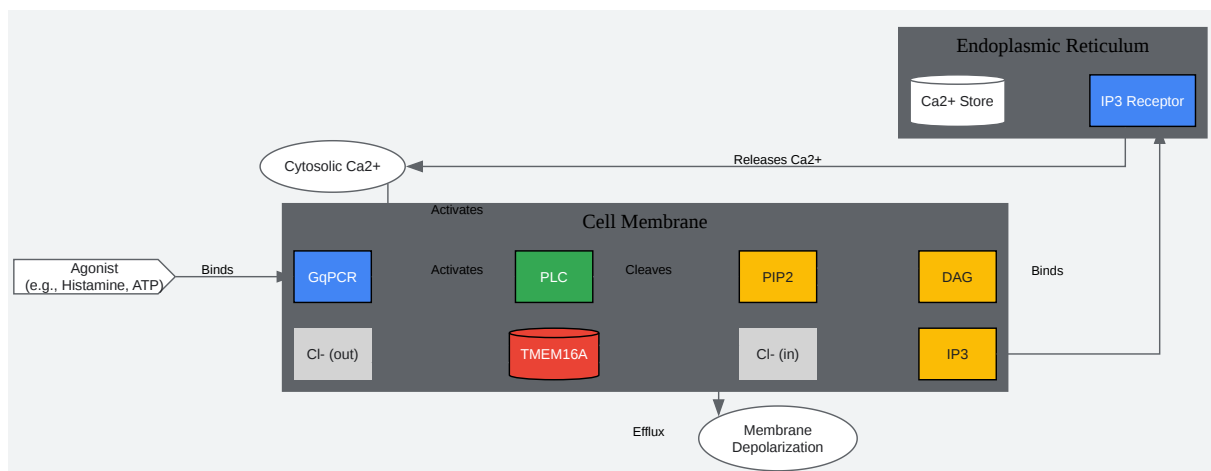 Endoplasmic Reticulum
Ca2+ Store
IP3 Receptor
Releases Ca2+
Cytosolic Ca2+
Activates
Cell Membrane
Agonist
(e.g., Histamine, ATP)
Binds
GqPCR
Activates
PLC
Cleaves
PIP2
DAG
Binds
Cl- (out)
TMEM16A
Cl- (in)
IP3
Efflux
Membrane
Depolarization